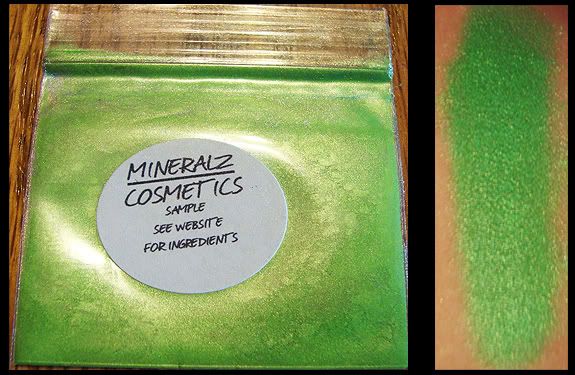 MINERALZ
COSMETICS
SAMPLE
SEE WEBSITE
FOR INGREDIENTS